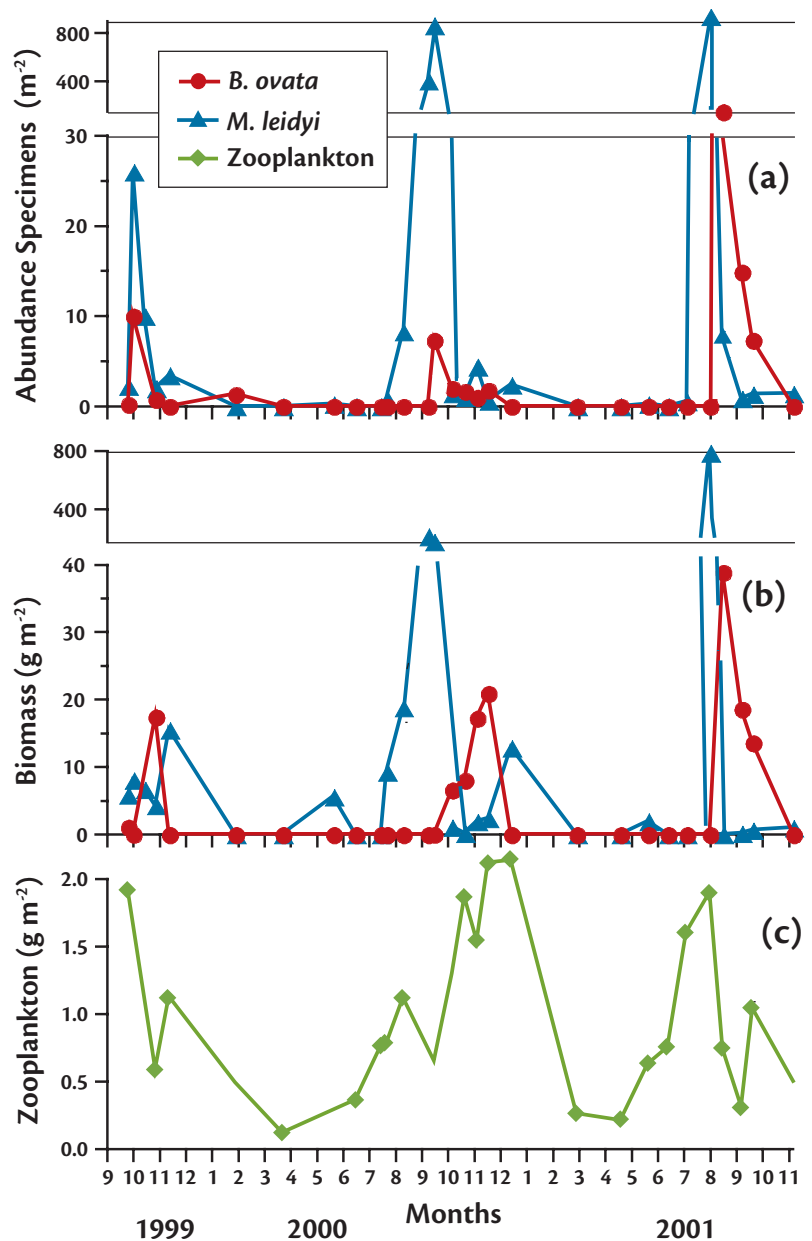 Abundance Specimens (m⁻²)
800
400
30
20
10
0
B. ovata
M. leidyi
Zooplankton
(a)
Biomass (g m⁻²)
800
400
40
30
20
10
0
(b)
Zooplankton (g m⁻²)
2.0
1.5
1.0
0.5
0.0
(c)
9 10 11 12 1 2 3 4 5 6 7 8 9 10 11 12 1 2 3 4 5 6 7 8 9 10 11
Months
1999 2000 2001